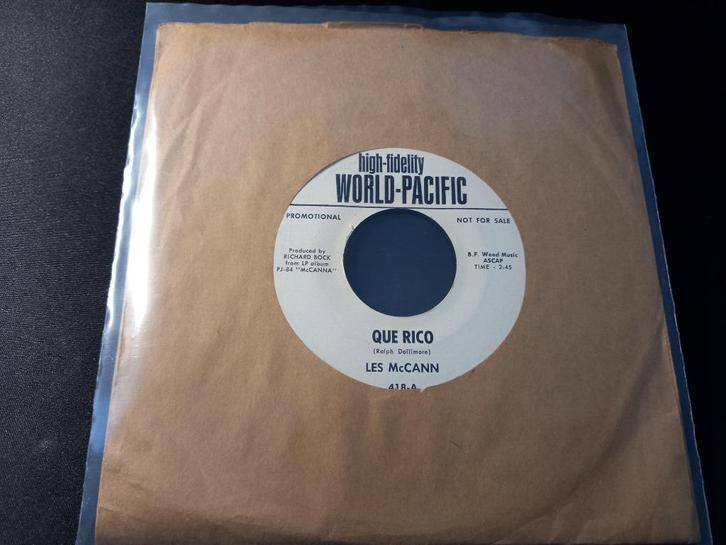 high-fidelity
WORLD-PACIFIC
PROMOTIONAL
NOT FOR SALE
Produced by
RICHARD BOCK
from LP album
PJ-84 "McCANNA"
B.F. Wood Music
ASCAP
TIME - 2:45
QUE RICO
(Ralph Dollimore)
LES McCANN
418-A